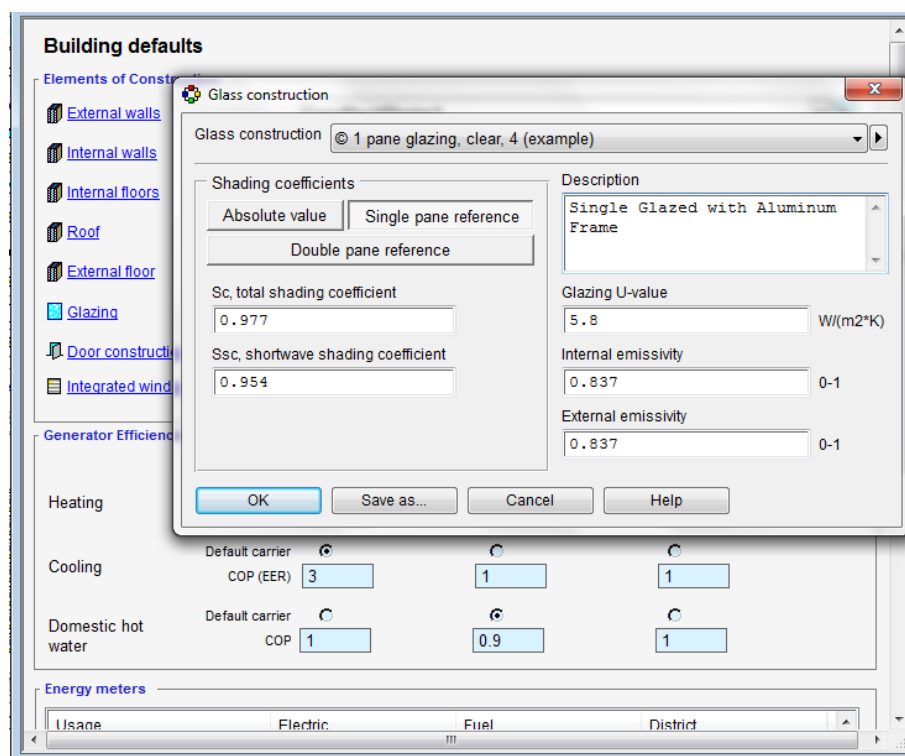 Building defaults
Elements of Constr
External walls
Internal walls
Internal floors
Roof
External floor
Glazing
Door constructi
Integrated wind
Generator Efficienc
Heating
Glass construction
Glass construction © 1 pane glazing, clear, 4 (example)
Shading coefficients
Absolute value Single pane reference
Double pane reference
Sc, total shading coefficient
0.977
Ssc, shortwave shading coefficient
0.954
Description
Single Glazed with Aluminum
Frame
Glazing U-value
5.8 W/(m2*K)
Internal emissivity
0.837 0-1
External emissivity
0.837 0-1
OK Save as... Cancel Help
Cooling
Default carrier
COP (EER) 3 1 1
Domestic hot
water
Default carrier
COP 1 0.9 1
Energy meters
Usage Electric Fuel District